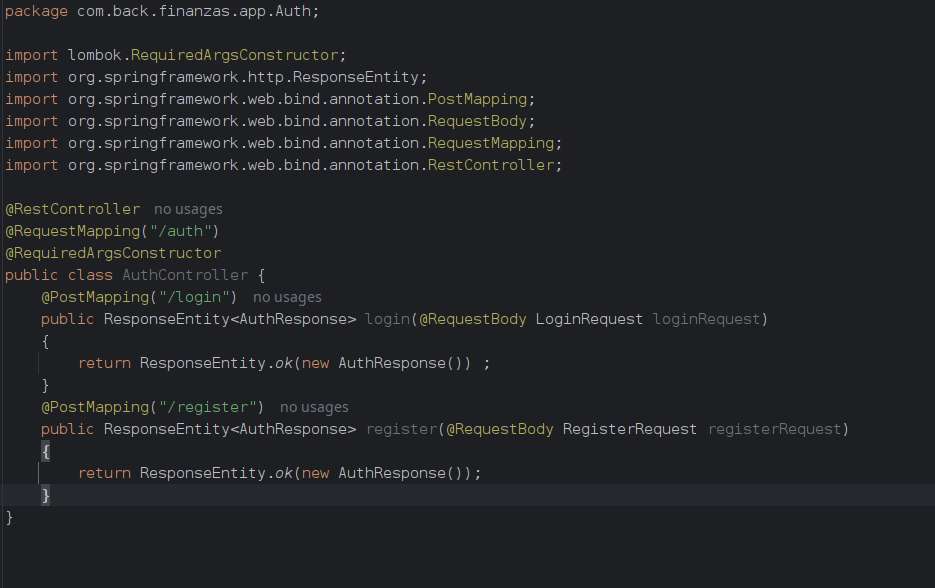 package com.back.finanzas.app.Auth;
import lombok.RequiredArgsConstructor;
import org.springframework.http.ResponseEntity;
import org.springframework.web.bind.annotation.PostMapping;
import org.springframework.web.bind.annotation.RequestBody;
import org.springframework.web.bind.annotation.RequestMapping;
import org.springframework.web.bind.annotation.RestController;
@RestController no usages
@RequestMapping("/auth")
@RequiredArgsConstructor
public class AuthController {
@PostMapping("/login") no usages
public ResponseEntity<AuthResponse> login(@RequestBody LoginRequest loginRequest)
{
return ResponseEntity.ok(new AuthResponse()) ;
}
@PostMapping("/register") no usages
public ResponseEntity<AuthResponse> register(@RequestBody RegisterRequest registerRequest)
{
return ResponseEntity.ok(new AuthResponse());
}
}